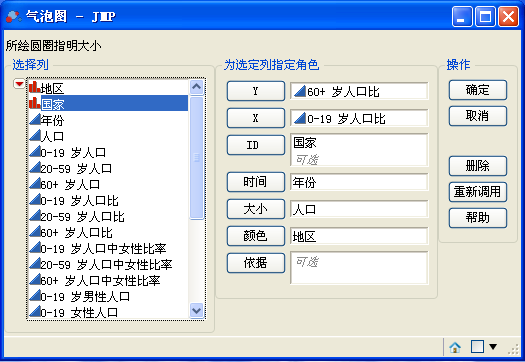 气泡图 - JMP
所绘圆圈指明大小
选择列
地区
国家
年份
人口
0-19 岁人口
20-59 岁人口
60+ 岁人口
0-19 岁人口比
20-59 岁人口比
60+ 岁人口比
0-19 岁人口中女性比率
20-59 岁人口中女性比率
60+ 岁人口中女性比率
0-19 岁男性人口
0-19 岁女性人口
为选定列指定角色
Y 60+ 岁人口比
X 0-19 岁人口比
ID 国家
可选
时间 年份
大小 人口
颜色 地区
依据 可选
操作
确定
取消
删除
重新调用
帮助